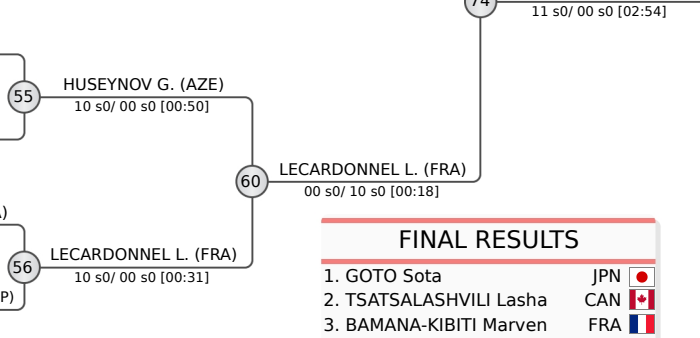 74
11 s0/ 00 s0 [02:54]
HUSEYNOV G. (AZE)
55
10 s0/ 00 s0 [00:50]
LECARDONNEL L. (FRA)
60
00 s0/ 10 s0 [00:18]
LECARDONNEL L. (FRA)
56
10 s0/ 00 s0 [00:31]
P)
FINAL RESULTS
1. GOTO Sota JPN
2. TSATSALASHVILI Lasha CAN
3. BAMANA-KIBITI Marven FRA